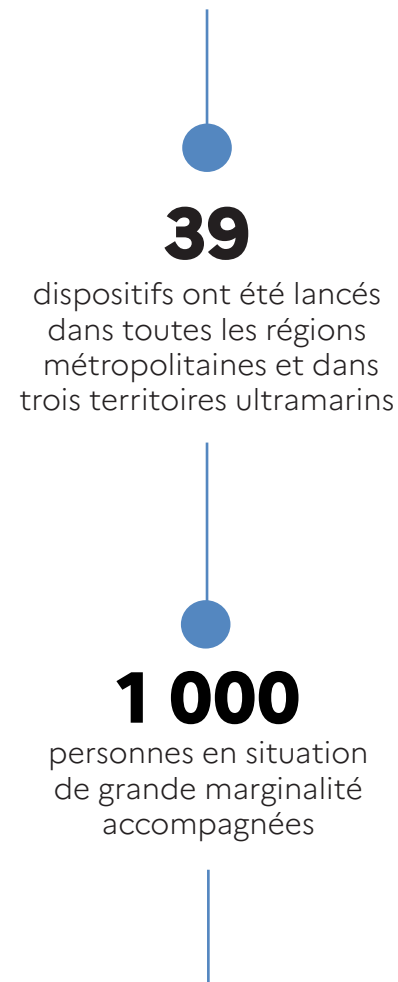 39
dispositifs ont été lancés
dans toutes les régions
métropolitaines et dans
trois territoires ultramarins
1 000
personnes en situation
de grande marginalité
accompagnées